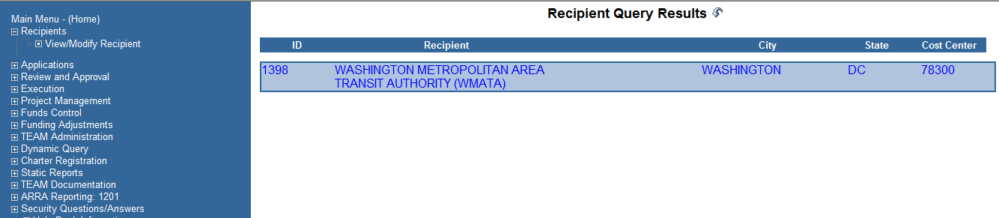 Main Menu - (Home)
Recipients
View/Modify Recipient
Applications
Review and Approval
Execution
Project Management
Funds Control
Funding Adjustments
TEAM Administration
Dynamic Query
Charter Registration
Static Reports
TEAM Documentation
ARRA Reporting: 1201
Security Questions/Answers
Recipient Query Results
ID Recipient City State Cost Center
1398 WASHINGTON METROPOLITAN AREA WASHINGTON DC 78300
TRANSIT AUTHORITY (WMATA)